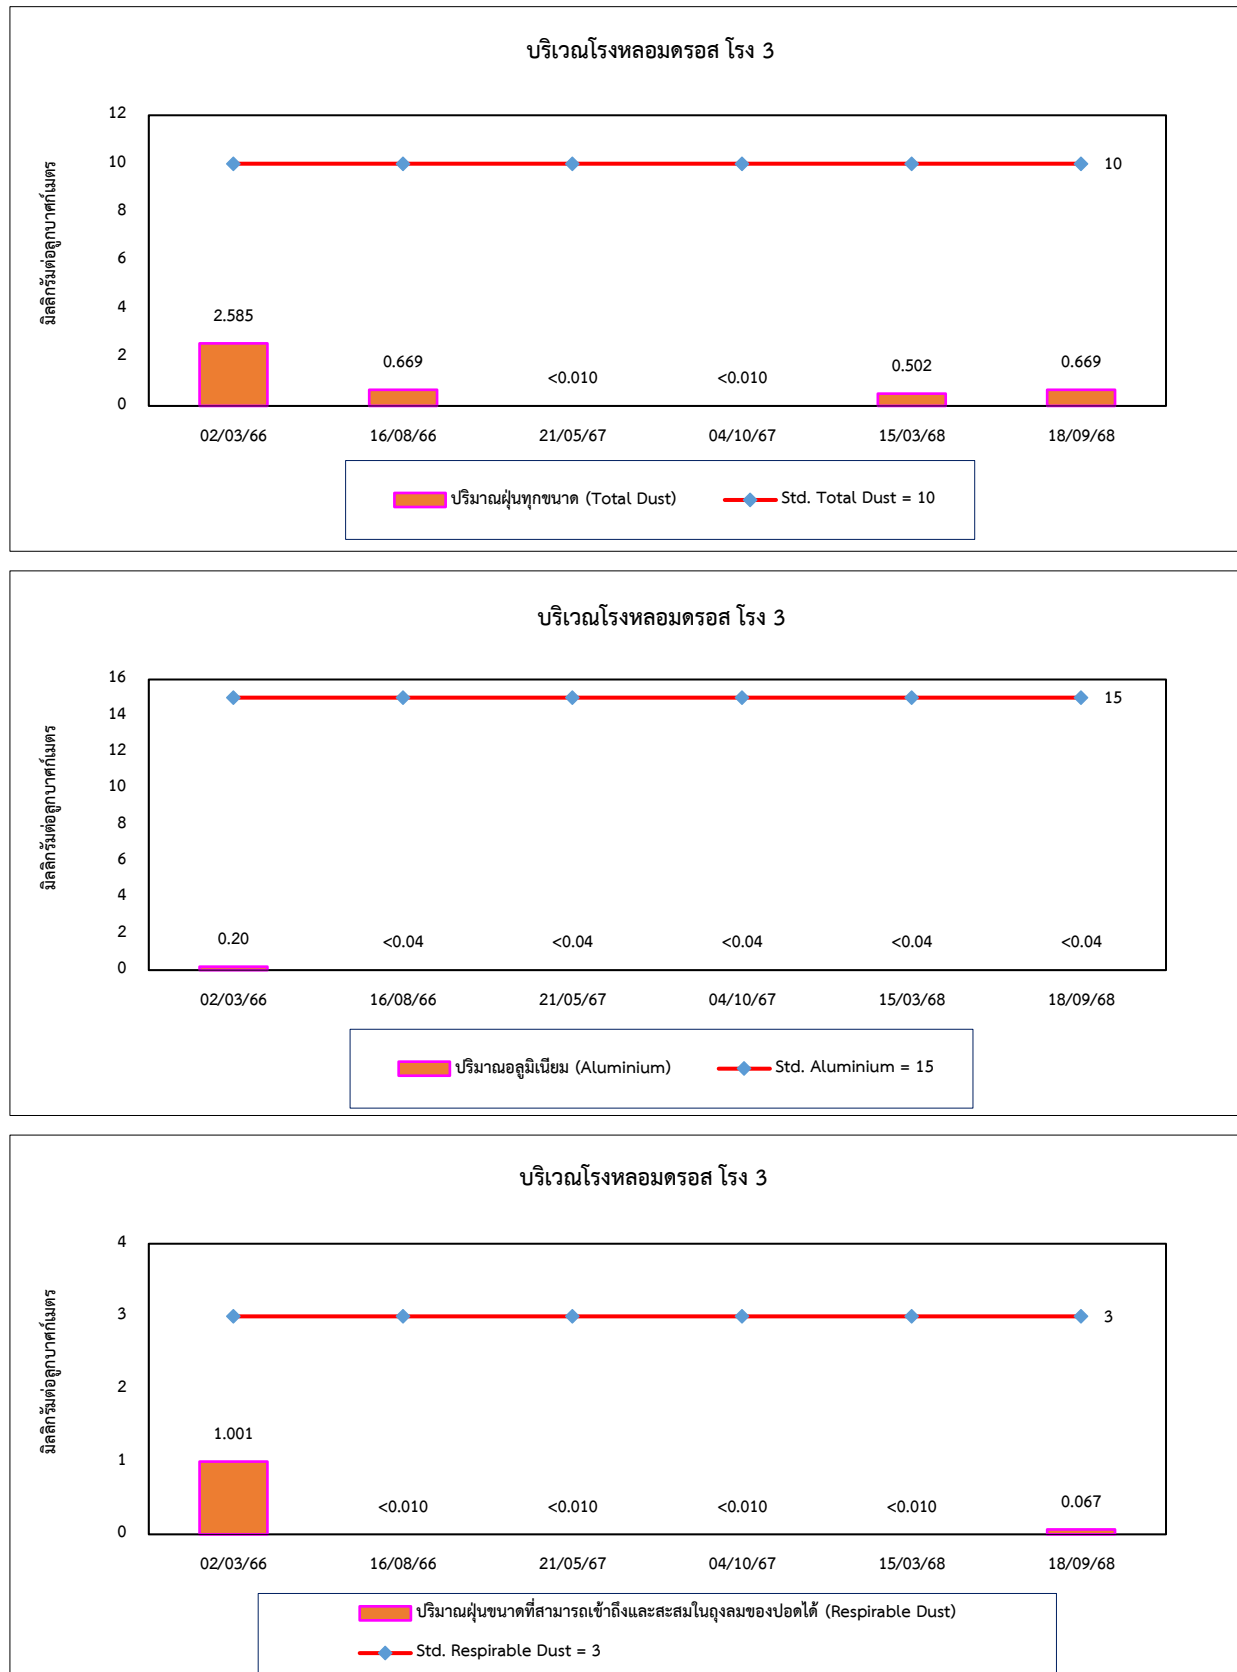 บริเวณโรงหลอมดรอส โรง 3
มิลลิกรัมต่อลูกบาศก์เมตร
12
10
8
6
4
2
0
10
2.585
0.669
<0.010
<0.010
0.502
0.669
02/03/66 16/08/66 21/05/67 04/10/67 15/03/68 18/09/68
ปริมาณฝุ่นทุกขนาด (Total Dust) Std. Total Dust = 10
บริเวณโรงหลอมดรอส โรง 3
มิลลิกรัมต่อลูกบาศก์เมตร
16
14
12
10
8
6
4
2
0
15
0.20 <0.04 <0.04 <0.04 <0.04 <0.04
02/03/66 16/08/66 21/05/67 04/10/67 15/03/68 18/09/68
ปริมาณอลูมิเนียม (Aluminium) Std. Aluminium = 15
บริเวณโรงหลอมดรอส โรง 3
มิลลิกรัมต่อลูกบาศก์เมตร
4
3
2
1
0
3
1.001
<0.010 <0.010 <0.010 <0.010
0.067
02/03/66 16/08/66 21/05/67 04/10/67 15/03/68 18/09/68
ปริมาณฝุ่นขนาดที่สามารถเข้าถึงและสะสมในถุงลมของปอดได้ (Respirable Dust)
Std. Respirable Dust = 3